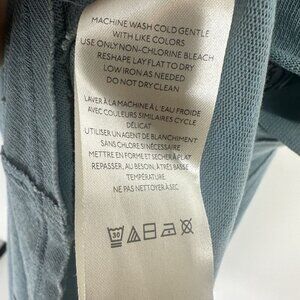 MACHINE WASH COLD GENTLE
WITH LIKE COLORS
USE ONLY NON-CHLORINE BLEACH
RESHAPE LAY FLAT TO DRY
LOW IRON AS NEEDED
DO NOT DRY CLEAN
LAVER À LA MACHINE À L'EAU FROIDE
AVEC COULEURS SIMILAIRES CYCLE
DÉLICAT
UTILISER UN AGENT DE BLANCHIMENT
SANS CHLORE SI NÉCESSAIRE
METTRE EN FORME ET SÉCHER À PLAT
REPASSER, AU BESOIN, À TRÈS BASSE
TEMPÉRATURE.
NE PAS NETTOYER À SEC
30